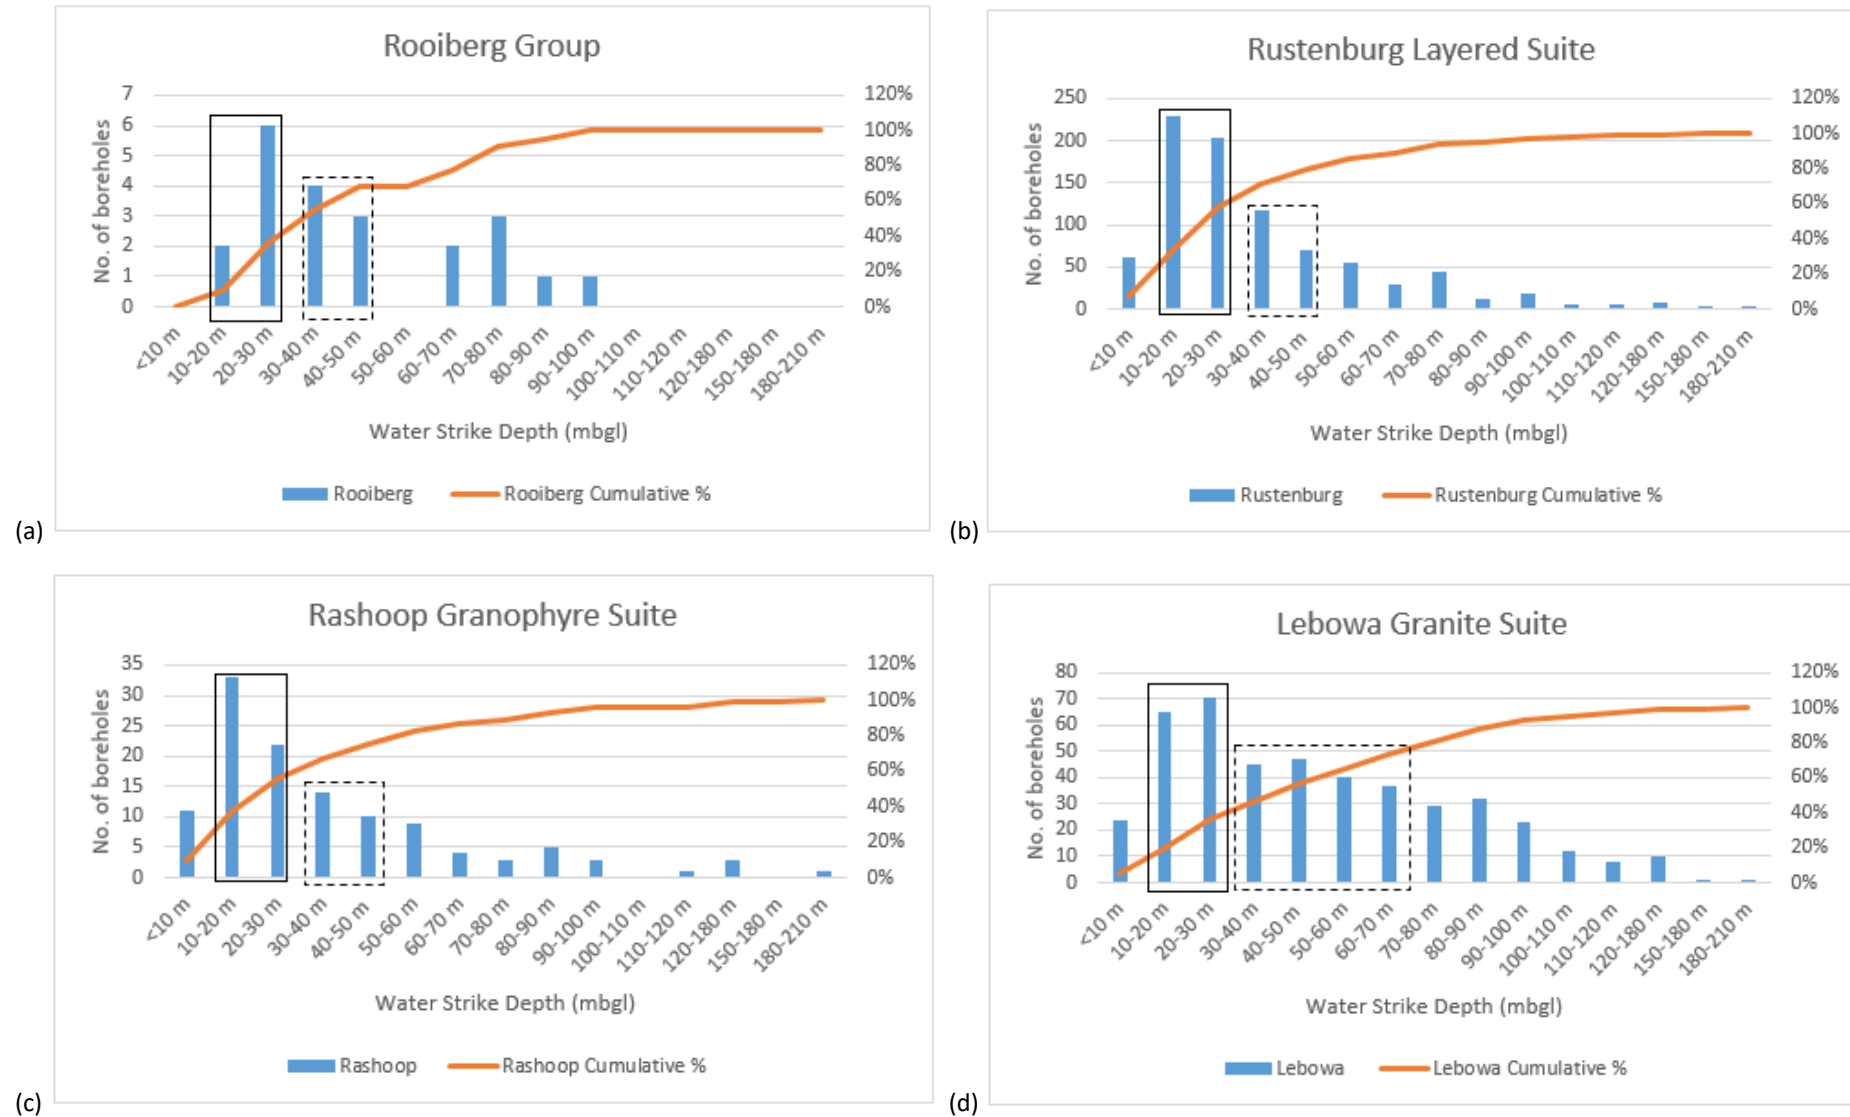 Rooiberg Group
No. of boreholes
7
6
5
4
3
2
1
0
120%
100%
80%
60%
40%
20%
0%
<10 m
10-20 m
20-30 m
30-40 m
40-50 m
50-60 m
60-70 m
70-80 m
80-90 m
90-100 m
100-110 m
110-120 m
120-180 m
150-180 m
180-210 m
Water Strike Depth (mbgl)
Rooiberg
Rooiberg Cumulative %
(a)
Rustenburg Layered Suite
No. of boreholes
250
200
150
100
50
0
120%
100%
80%
60%
40%
20%
0%
<10 m
10-20 m
20-30 m
30-40 m
40-50 m
50-60 m
60-70 m
70-80 m
80-90 m
90-100 m
100-110 m
110-120 m
120-180 m
150-180 m
180-210 m
Water Strike Depth (mbgl)
Rustenburg
Rustenburg Cumulative %
(b)
Rashoop Granophyre Suite
No. of boreholes
35
30
25
20
15
10
5
0
120%
100%
80%
60%
40%
20%
0%
<10 m
10-20 m
20-30 m
30-40 m
40-50 m
50-60 m
60-70 m
70-80 m
80-90 m
90-100 m
100-110 m
110-120 m
120-180 m
150-180 m
180-210 m
Water Strike Depth (mbgl)
Rashoop
Rashoop Cumulative %
(c)
Lebowa Granite Suite
No. of boreholes
80
70
60
50
40
30
20
10
0
120%
100%
80%
60%
40%
20%
0%
<10 m
10-20 m
20-30 m
30-40 m
40-50 m
50-60 m
60-70 m
70-80 m
80-90 m
90-100 m
100-110 m
110-120 m
120-180 m
150-180 m
180-210 m
Water Strike Depth (mbgl)
Lebowa
Lebowa Cumulative %
(d)